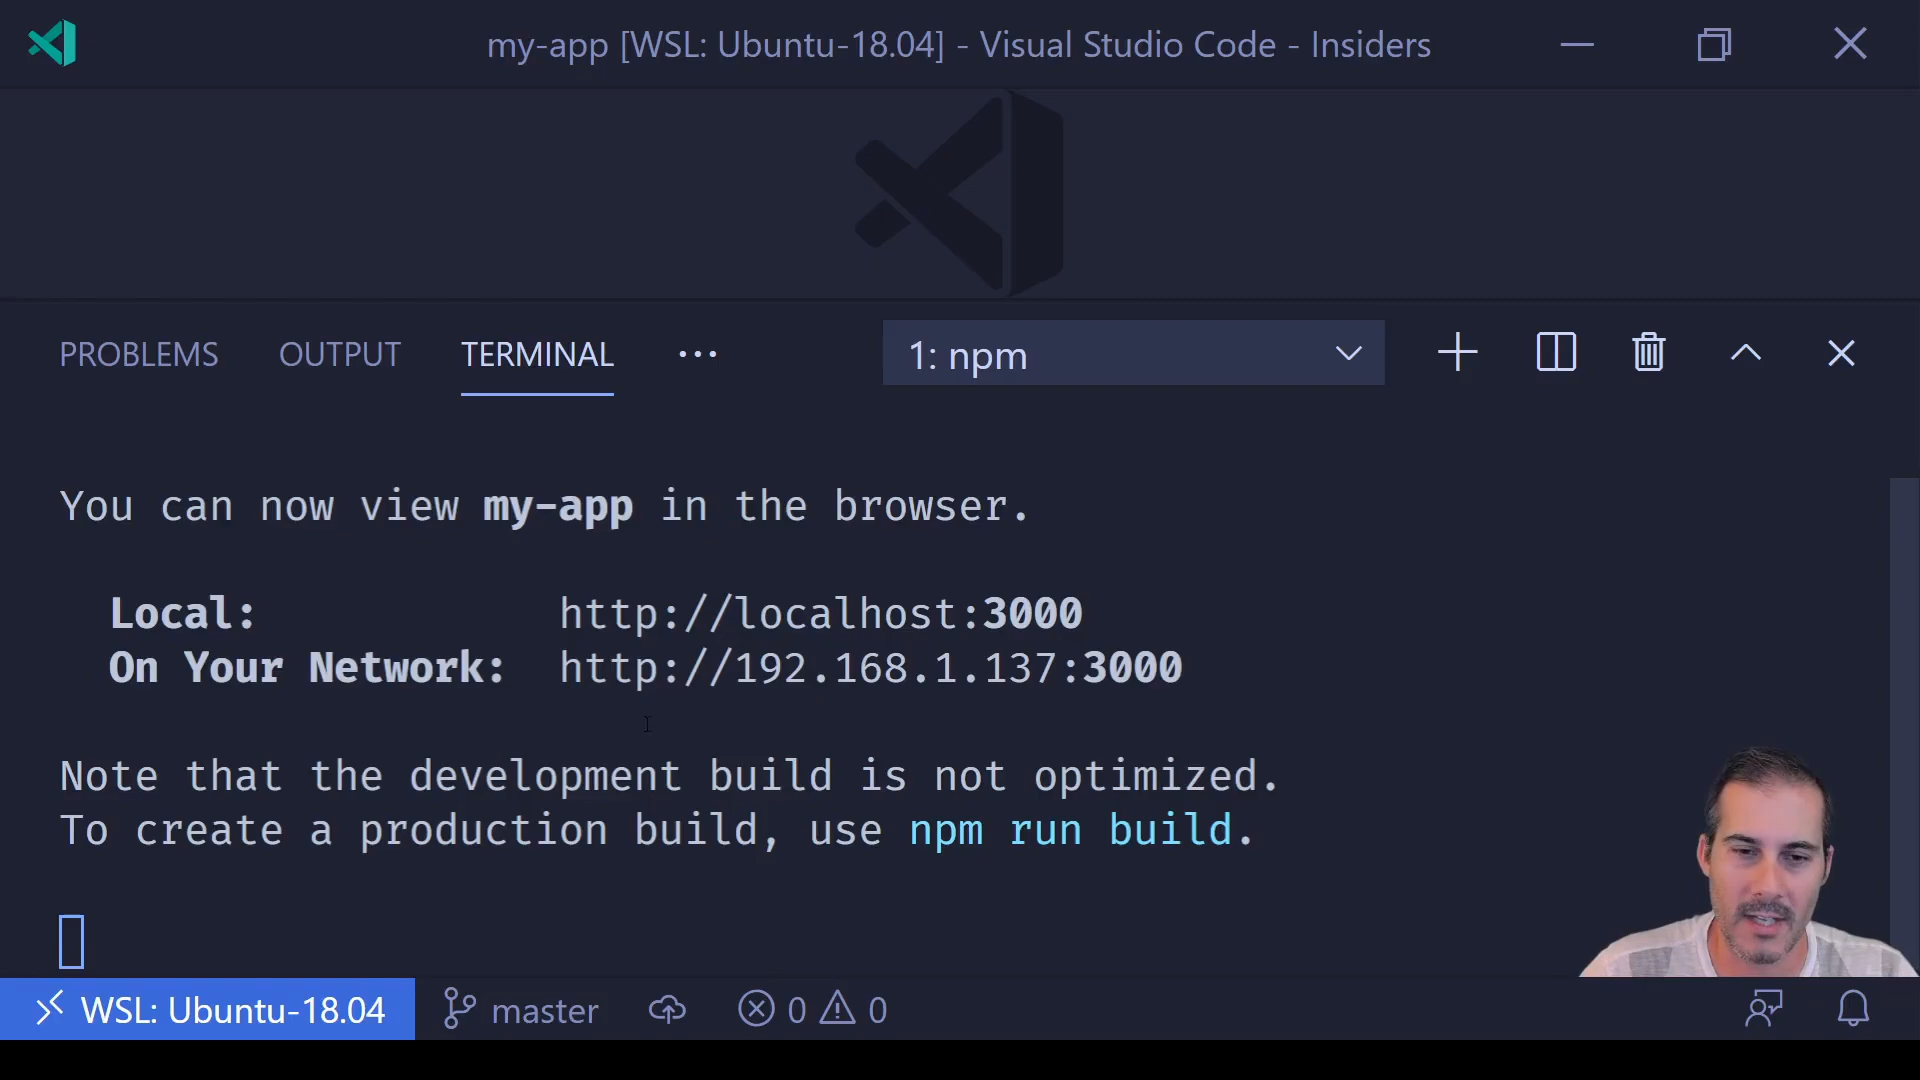 my-app [WSL: Ubuntu-18.04] - Visual Studio Code - Insiders
PROBLEMS OUTPUT TERMINAL ... 1: npm
You can now view my-app in the browser.
Local: http://localhost:3000
On Your Network: http://192.168.1.137:3000
Note that the development build is not optimized.
To create a production build, use npm run build.
WSL: Ubuntu-18.04 master 0 0